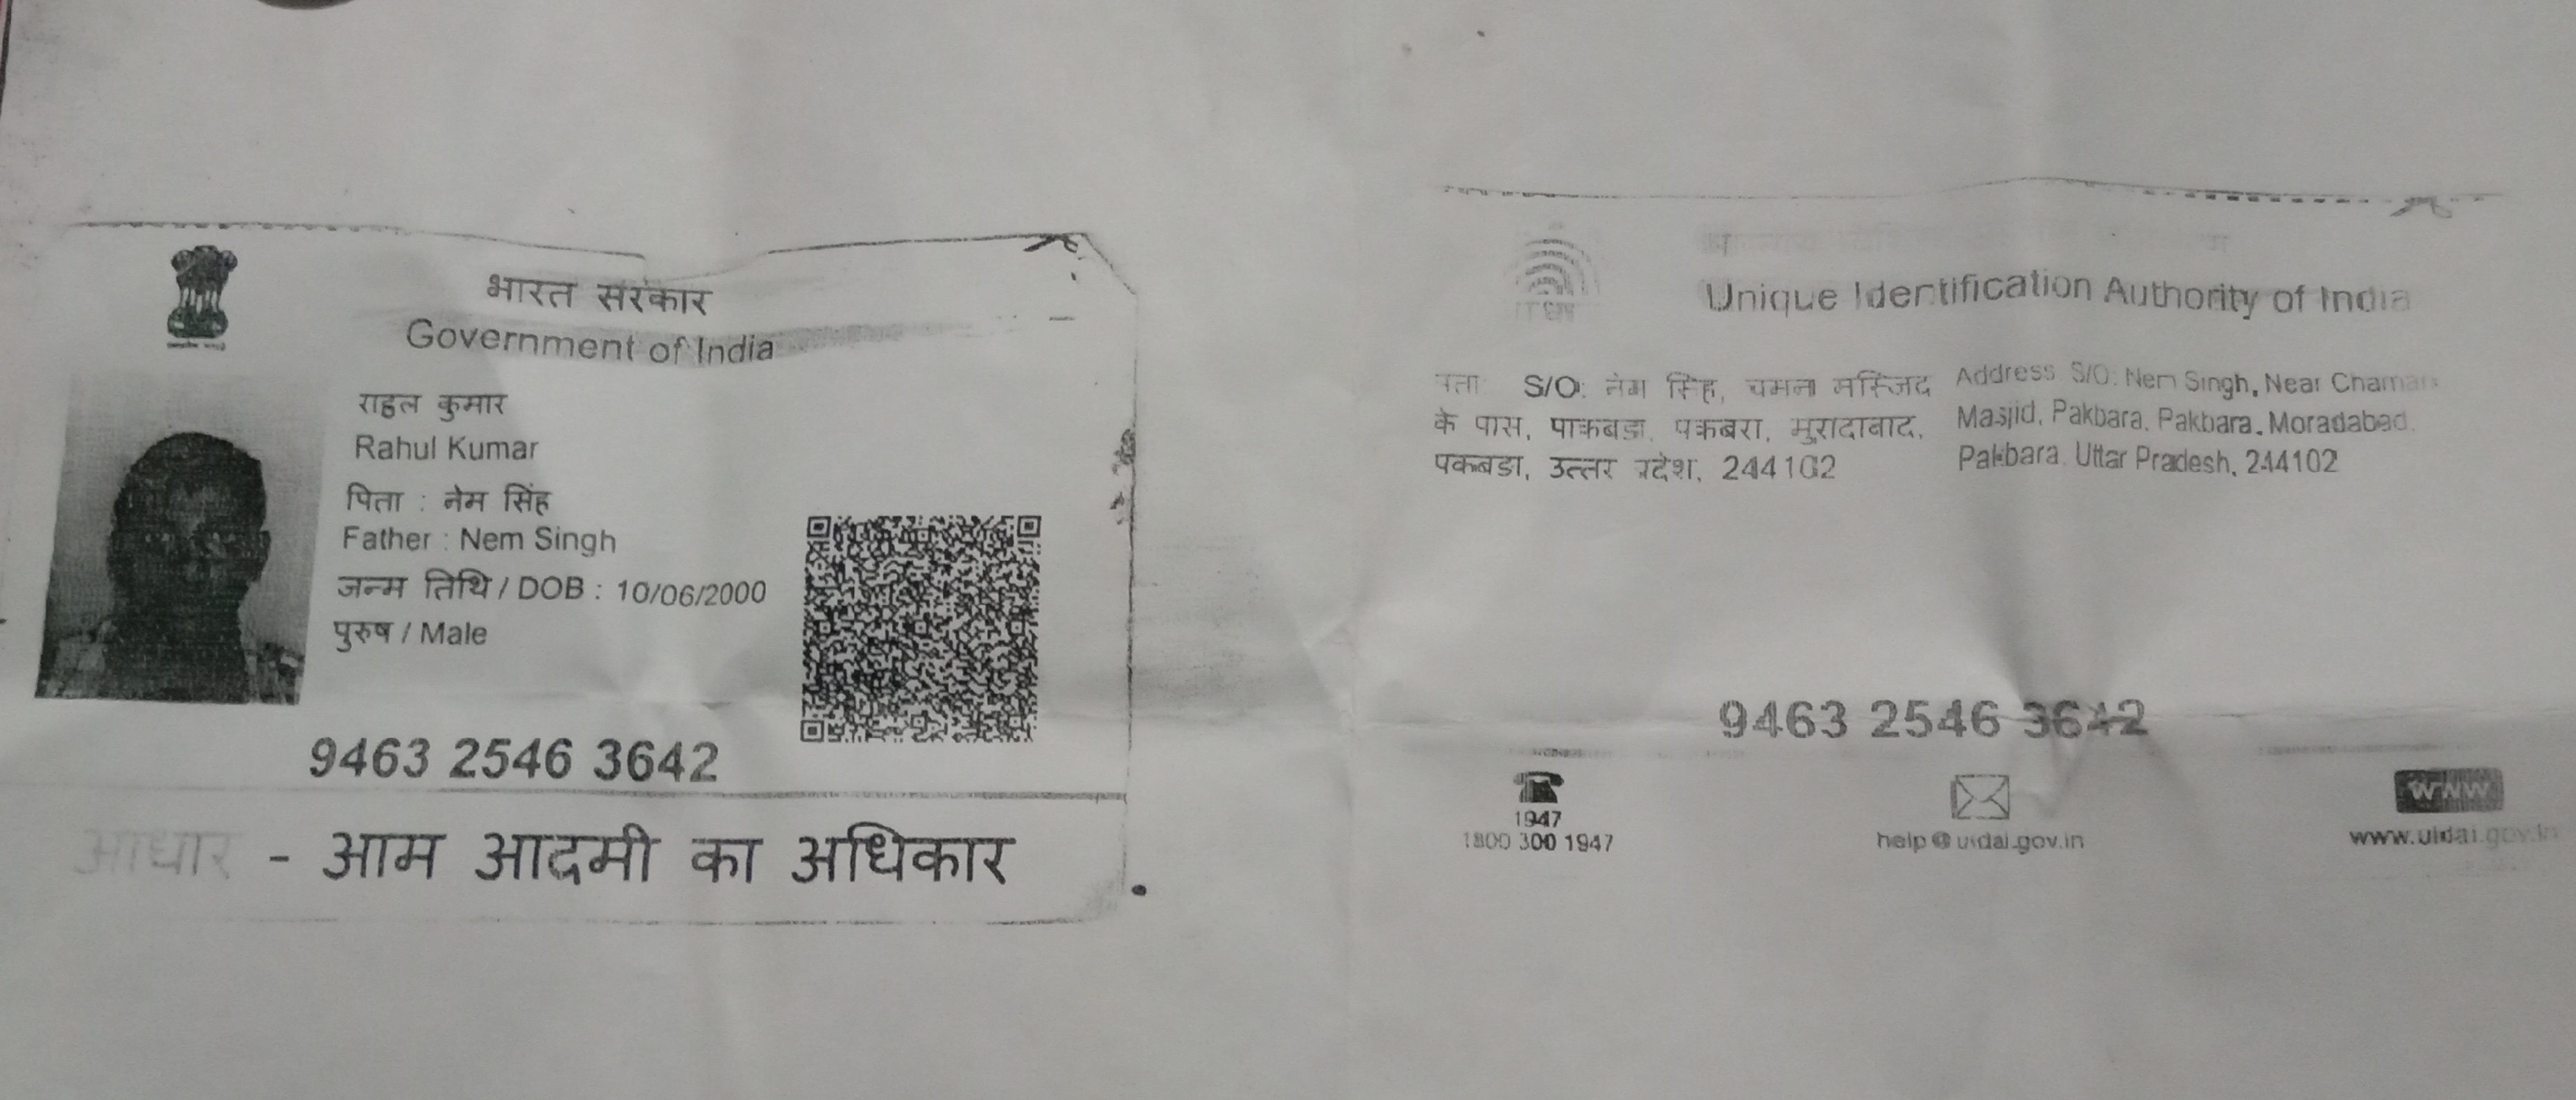 भारत सरकार
Government of India
राहुल कुमार
Rahul Kumar
पिता : नेम सिंह
Father : Nem Singh
जन्म तिथि / DOB : 10/06/2000
पुरुष / Male
9463 2546 3642
आधार - आम आदमी का अधिकार
Unique Identification Authority of India
पता S/O: नेम सिंह, चमन मस्जिद
के पास, पाकबडा, पकबरा, मुरादाबाद,
पकबडा, उत्तर प्रदेश, 244102
Address S/O: Nem Singh, Near Chaman
Masjid, Pakbara, Pakbara, Moradabad,
Pakbara, Uttar Pradesh, 244102
9463 2546 3642
1947
1800 300 1947
help@uidai.gov.in
www
www.uidai.gov.in